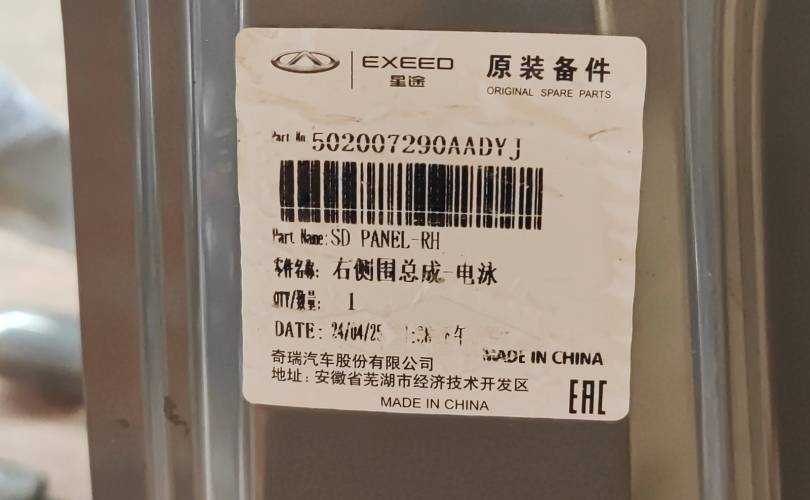 EXEED
星途
原装备件
ORIGINAL SPARE PARTS
Part No 502007290AADYJ
Part Name: SD PANEL-RH
零件名称: 右侧围总成-电泳
QTY/数量: 1
DATE: 24/04/25
MADE IN CHINA
奇瑞汽车股份有限公司
地址: 安徽省芜湖市经济技术开发区
MADE IN CHINA
EAC